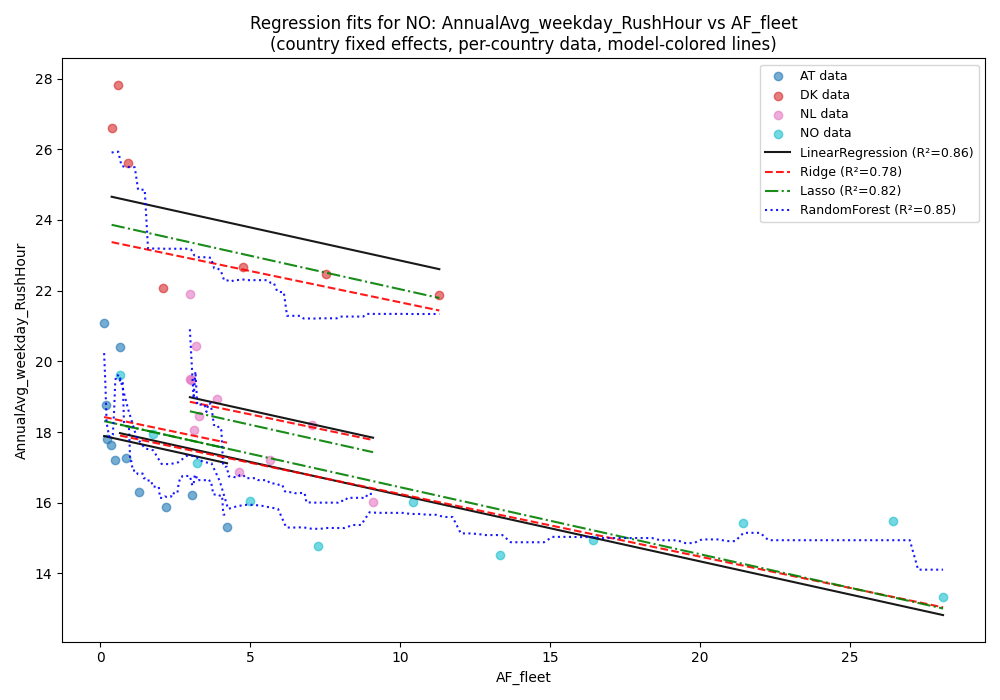 Regression fits for NO: AnnualAvg_weekday_RushHour vs AF_fleet
(country fixed effects, per-country data, model-colored lines)
AT data
DK data
NL data
NO data
LinearRegression (R²=0.86)
Ridge (R²=0.78)
Lasso (R²=0.82)
RandomForest (R²=0.85)
AnnualAvg_weekday_RushHour
28
26
24
22
20
18
16
14
0 5 10 15 20 25
AF_fleet